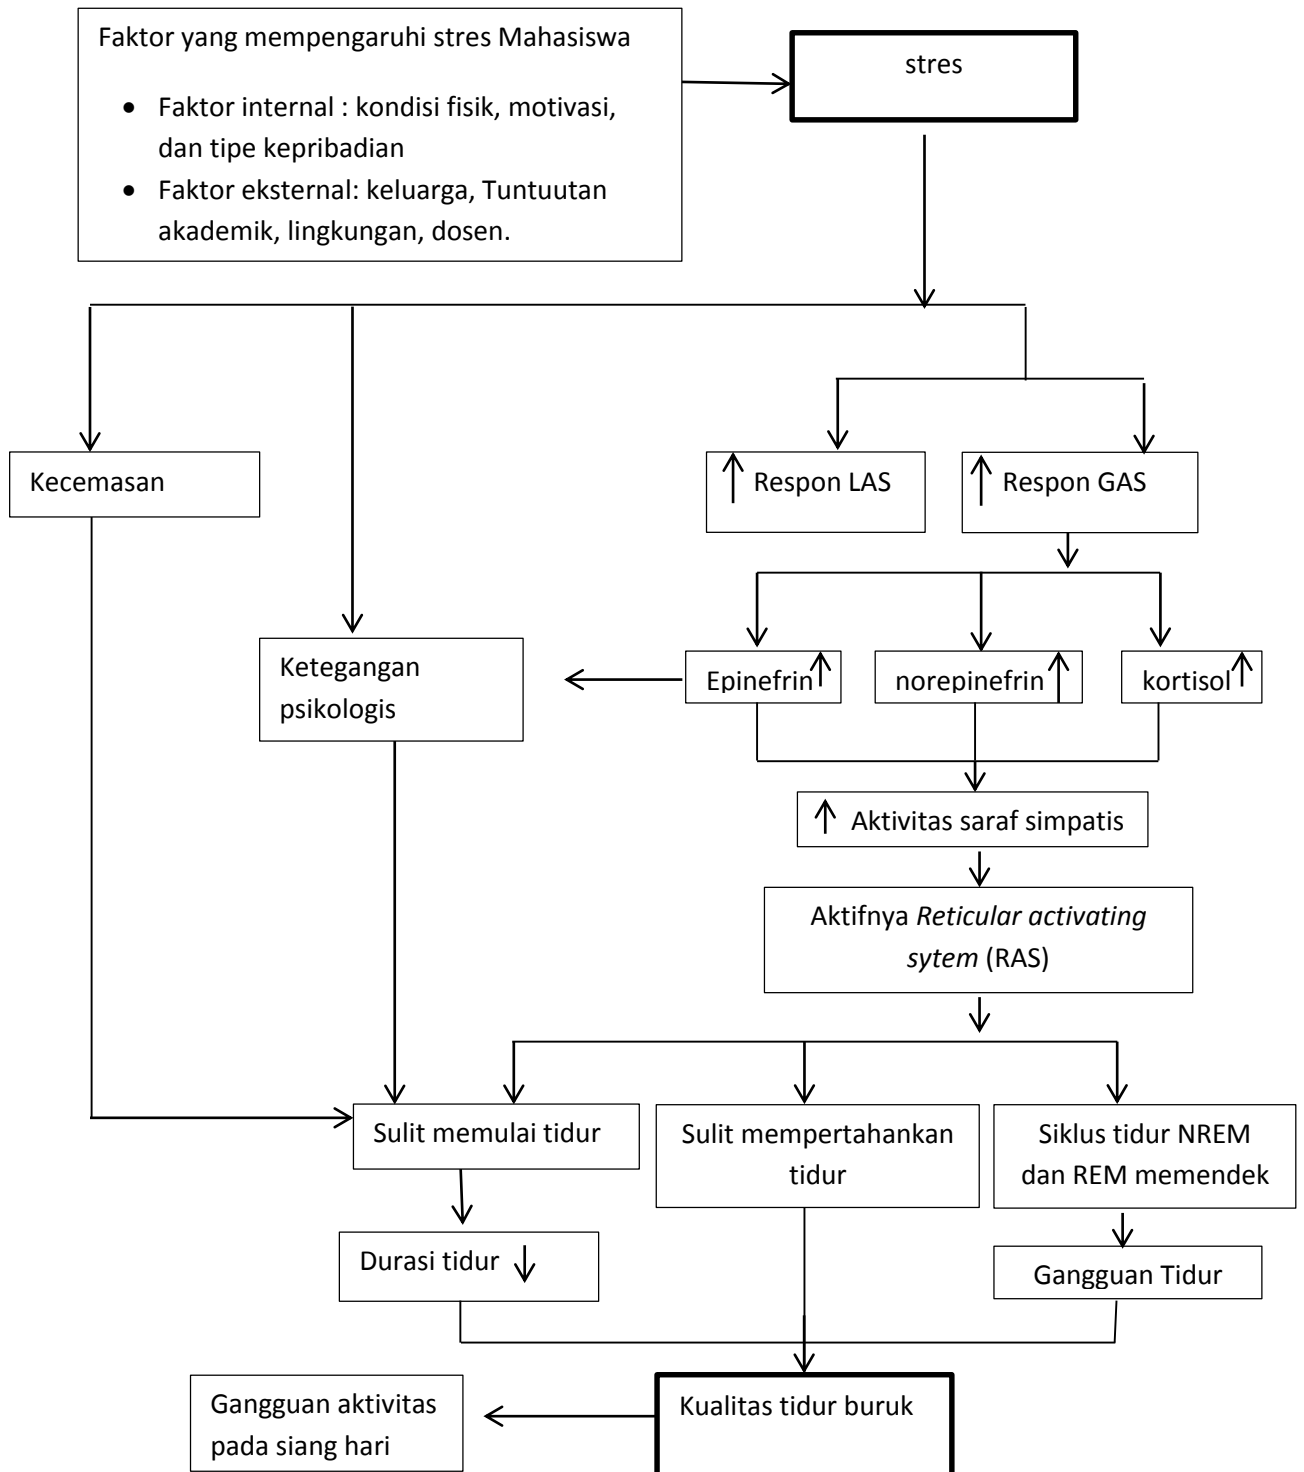 Faktor yang mempengaruhi stres Mahasiswa
• Faktor internal : kondisi fisik, motivasi,
dan tipe kepribadian
• Faktor eksternal: keluarga, Tuntuutan
akademik, lingkungan, dosen.
stres
Kecemasan
Respon LAS
Respon GAS
Ketegangan
psikologis
Epinefrin
norepinefrin
kortisol
Aktivitas saraf simpatis
Aktifnya Reticular activating
sytem (RAS)
Sulit memulai tidur
Sulit mempertahankan
tidur
Siklus tidur NREM
dan REM memendek
Durasi tidur
Gangguan Tidur
Gangguan aktivitas
pada siang hari
Kualitas tidur buruk